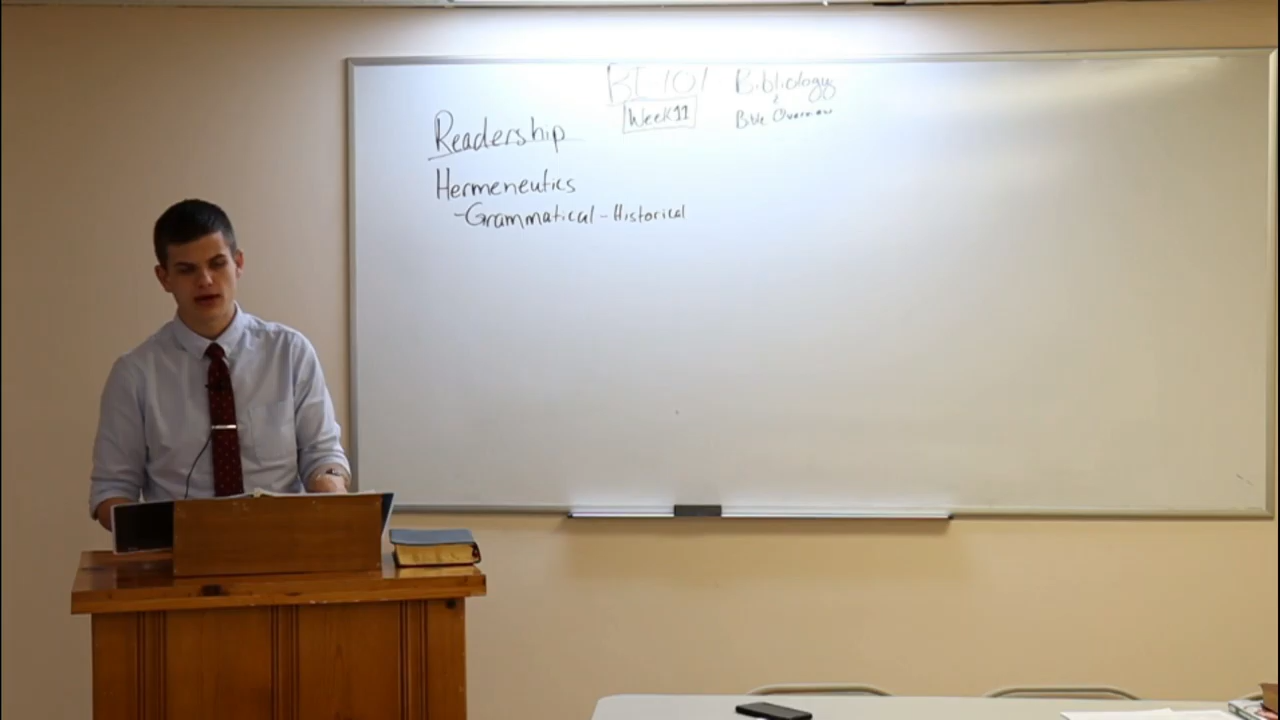 BI 101 Bibliology
&
Week 11 Bible Overview
Readership
Hermeneutics
-Grammatical-Historical